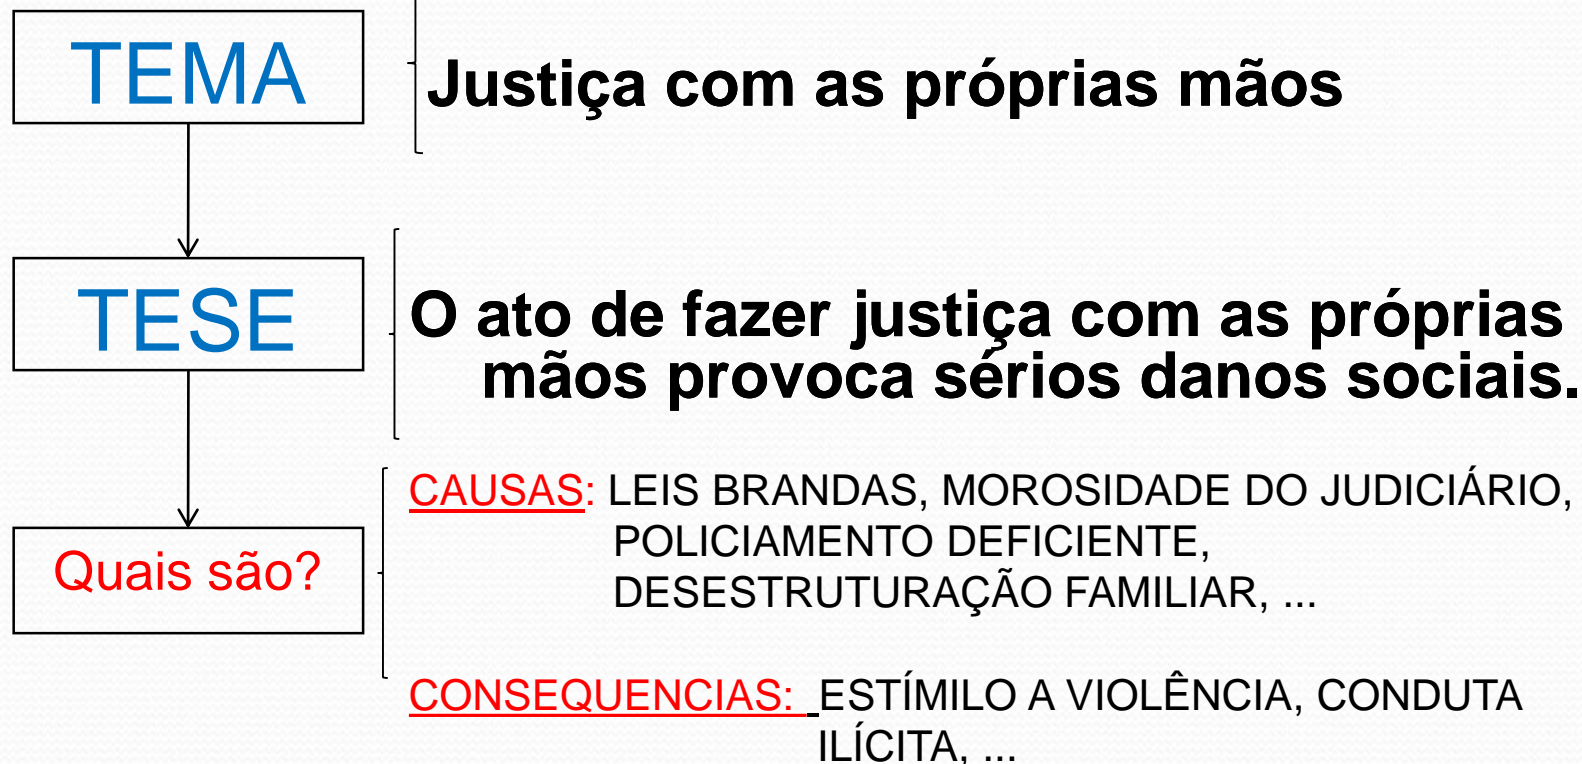 TEMA
Justiça com as próprias mãos
TESE
O ato de fazer justiça com as próprias
mãos provoca sérios danos sociais.
Quais são?
CAUSAS: LEIS BRANDAS, MOROSIDADE DO JUDICIÁRIO,
POLICIAMENTO DEFICIENTE,
DESESTRUTURAÇÃO FAMILIAR, ...
CONSEQUENCIAS: ESTÍMILO A VIOLÊNCIA, CONDUTA
ILÍCITA, ...